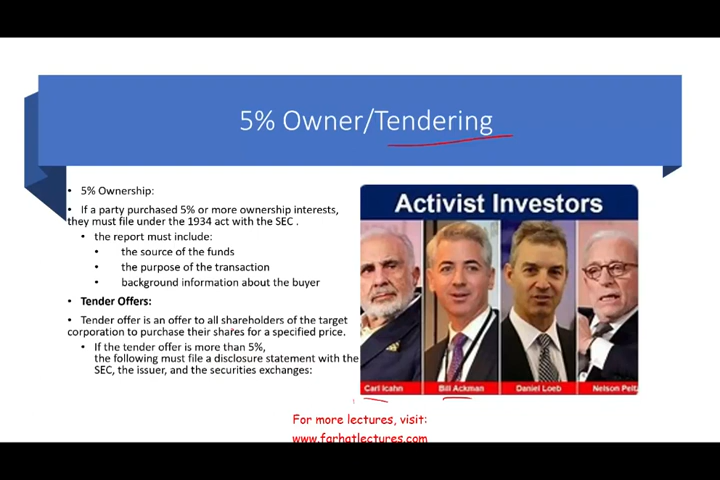 5% Owner/Tendering
• 5% Ownership:
• If a party purchased 5% or more ownership interests,
they must file under the 1934 act with the SEC .
• the report must include:
• the source of the funds
• the purpose of the transaction
• background information about the buyer
• Tender Offers:
• Tender offer is an offer to all shareholders of the target
corporation to purchase their shares for a specified price.
• If the tender offer is more than 5%,
the following must file a disclosure statement with the
SEC, the issuer, and the securities exchanges:
Activist Investors
Carl Icahn
Bill Ackman
Daniel Loeb
Nelson Pelt
For more lectures, visit:
www.farhatlectures.com